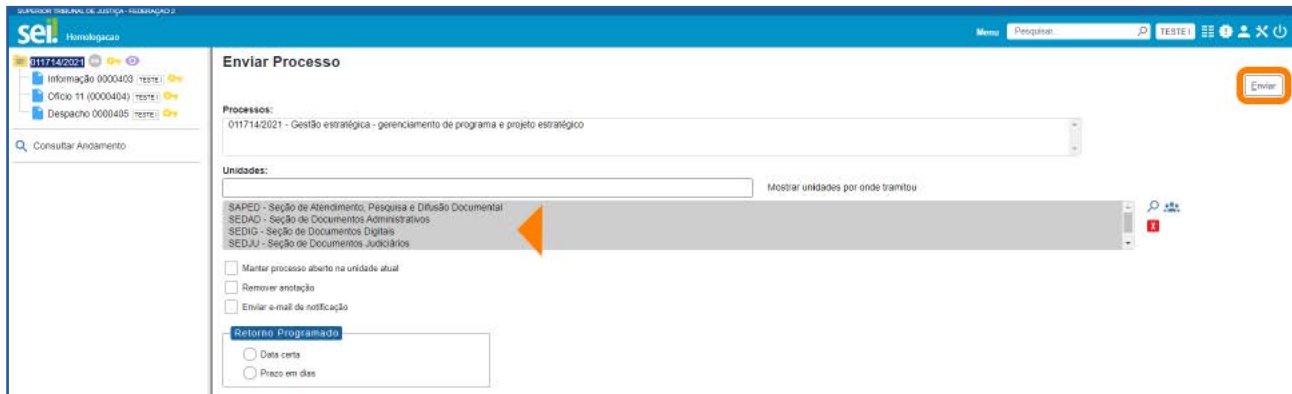 SUPERIOR TRIBUNAL DE JUSTIÇA - FEDERAÇÃO 2
sei! Homologacao
Menu Pesquisar... TESTE I
011714/2021
Informação 0000403 TESTE I
Ofício 11 (0000404) TESTE I
Despacho 0000405 TESTE I
Consultar Andamento
Enviar Processo
Enviar
Processos:
011714/2021 - Gestão estratégica - gerenciamento de programa e projeto estratégico
Unidades:
Mostrar unidades por onde tramitou
SAPED - Seção de Atendimento, Pesquisa e Difusão Documental
SEDAD - Seção de Documentos Administrativos
SEDIG - Seção de Documentos Digitais
SEDJU - Seção de Documentos Judiciários
Manter processo aberto na unidade atual
Remover anotação
Enviar e-mail de notificação
Retorno Programado
Data certa
Prazo em dias